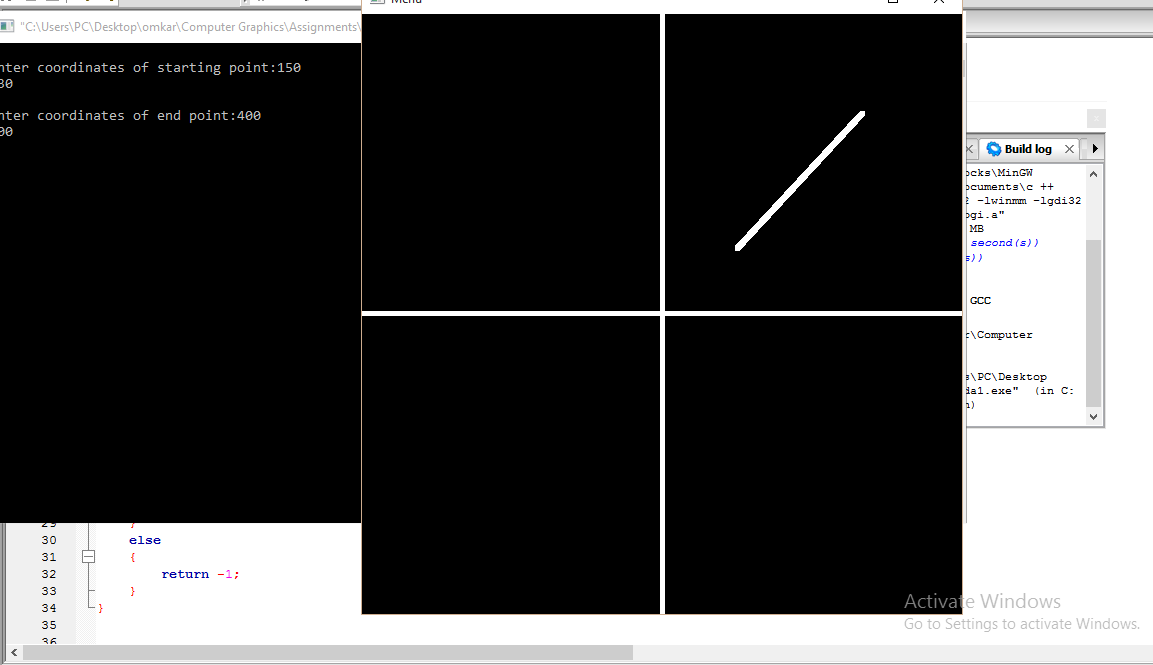 Menu
"C:\Users\PC\Desktop\omkar\Computer Graphics\Assignments\
nter coordinates of starting point:150
30
nter coordinates of end point:400
00
Build log
ocks\MinGW
ocuments\c ++
2 -lwinmm -lgdi32
ogi.a"
MB
second(s))
s))
GCC
r\Computer
s\PC\Desktop
da1.exe" (in C:
n)
29 }
30 else
31 {
32 return -1;
33 }
34 }
35
36
Activate Windows
Go to Settings to activate Windows.